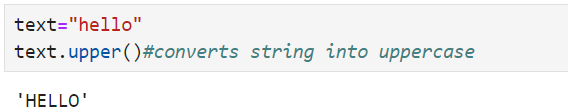 text="hello"
text.upper()#converts string into uppercase
'HELLO'